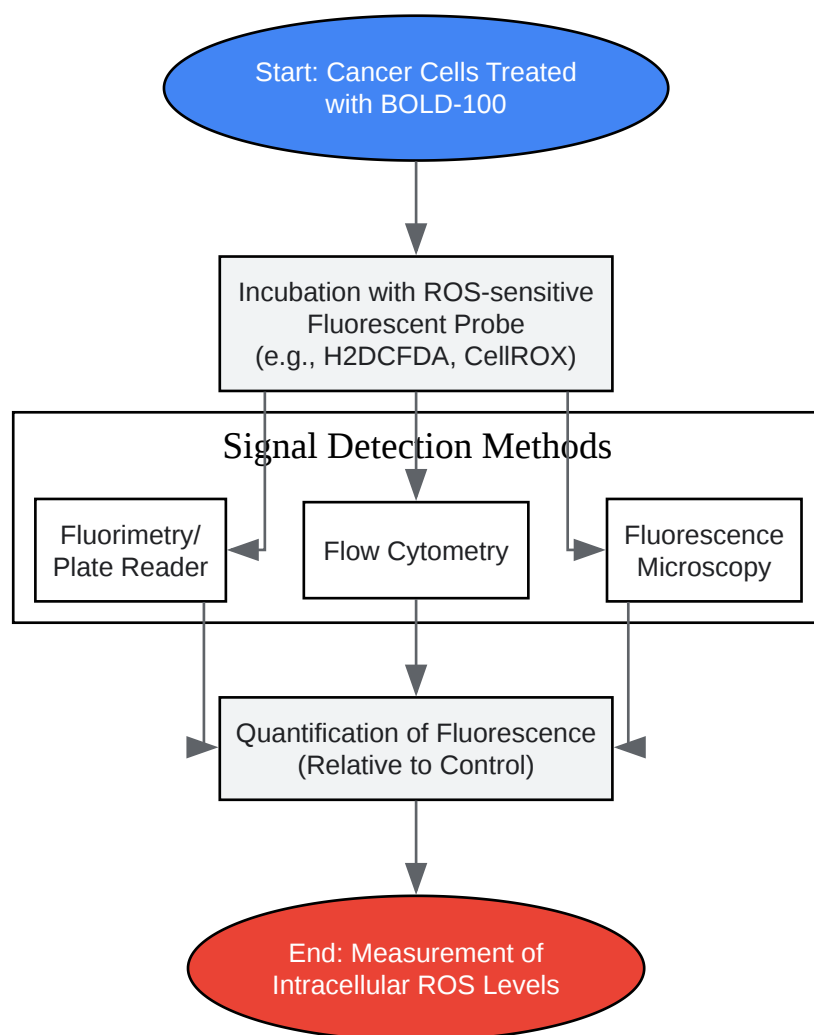 Start: Cancer Cells Treated
with BOLD-100
Incubation with ROS-sensitive
Fluorescent Probe
(e.g., H2DCFDA, CellROX)
Signal Detection Methods
Fluorimetry/
Plate Reader
Flow Cytometry
Fluorescence
Microscopy
Quantification of Fluorescence
(Relative to Control)
End: Measurement of
Intracellular ROS Levels